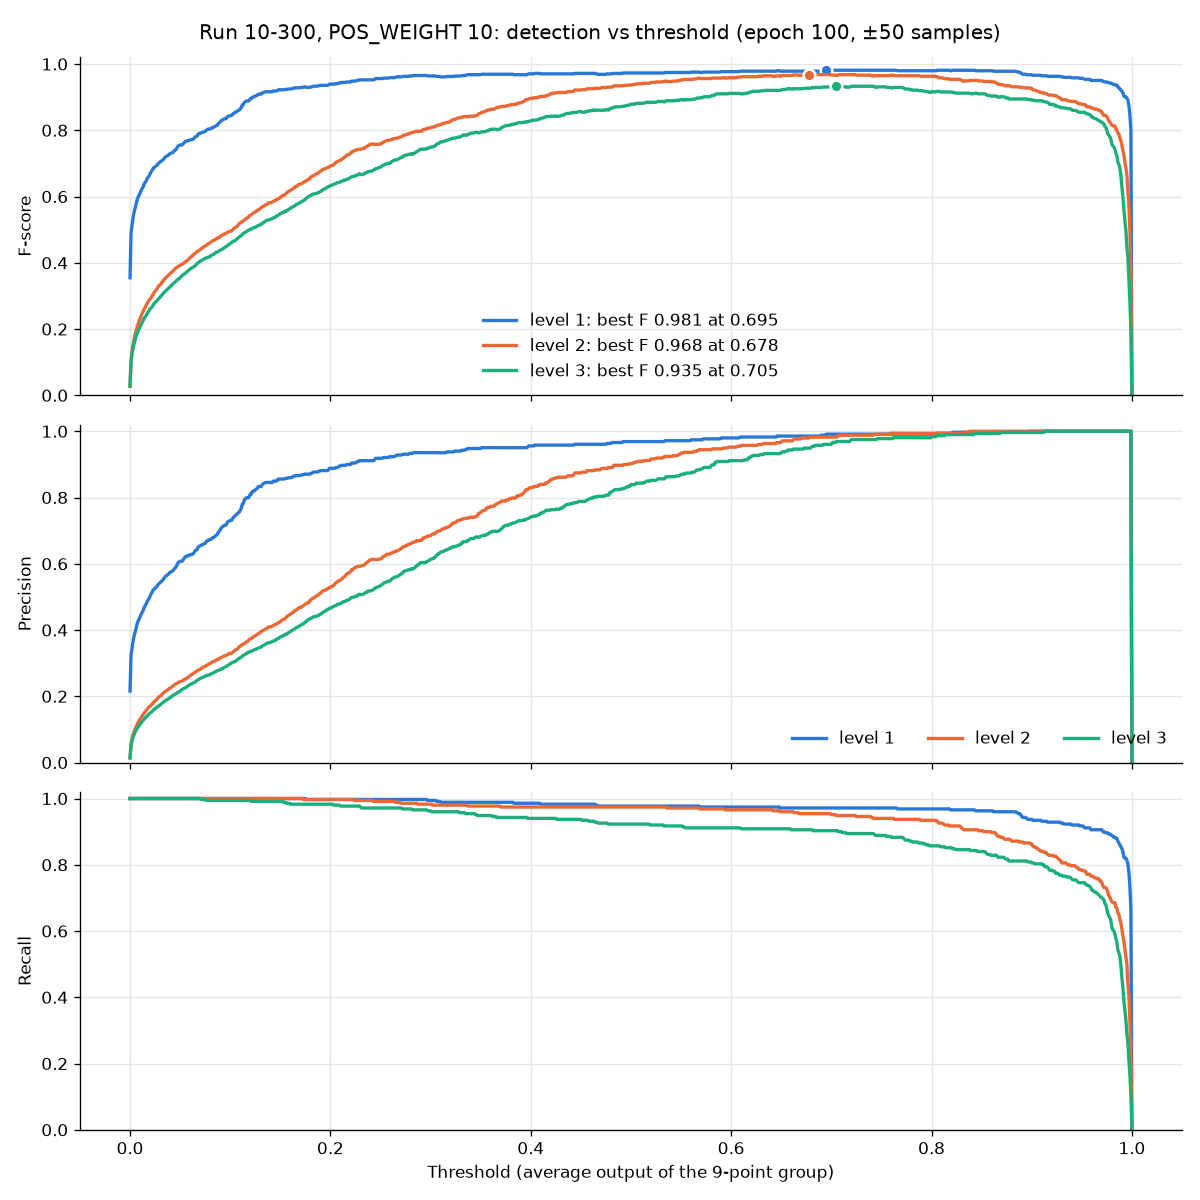 Run 10-300, POS_WEIGHT 10: detection vs threshold (epoch 100, ±50 samples)
1.0
0.8
0.6
0.4
0.2
0.0
F-score
level 1: best F 0.981 at 0.695
level 2: best F 0.968 at 0.678
level 3: best F 0.935 at 0.705
1.0
0.8
0.6
0.4
0.2
0.0
Precision
level 1 level 2 level 3
1.0
0.8
0.6
0.4
0.2
0.0
Recall
0.0 0.2 0.4 0.6 0.8 1.0
Threshold (average output of the 9-point group)